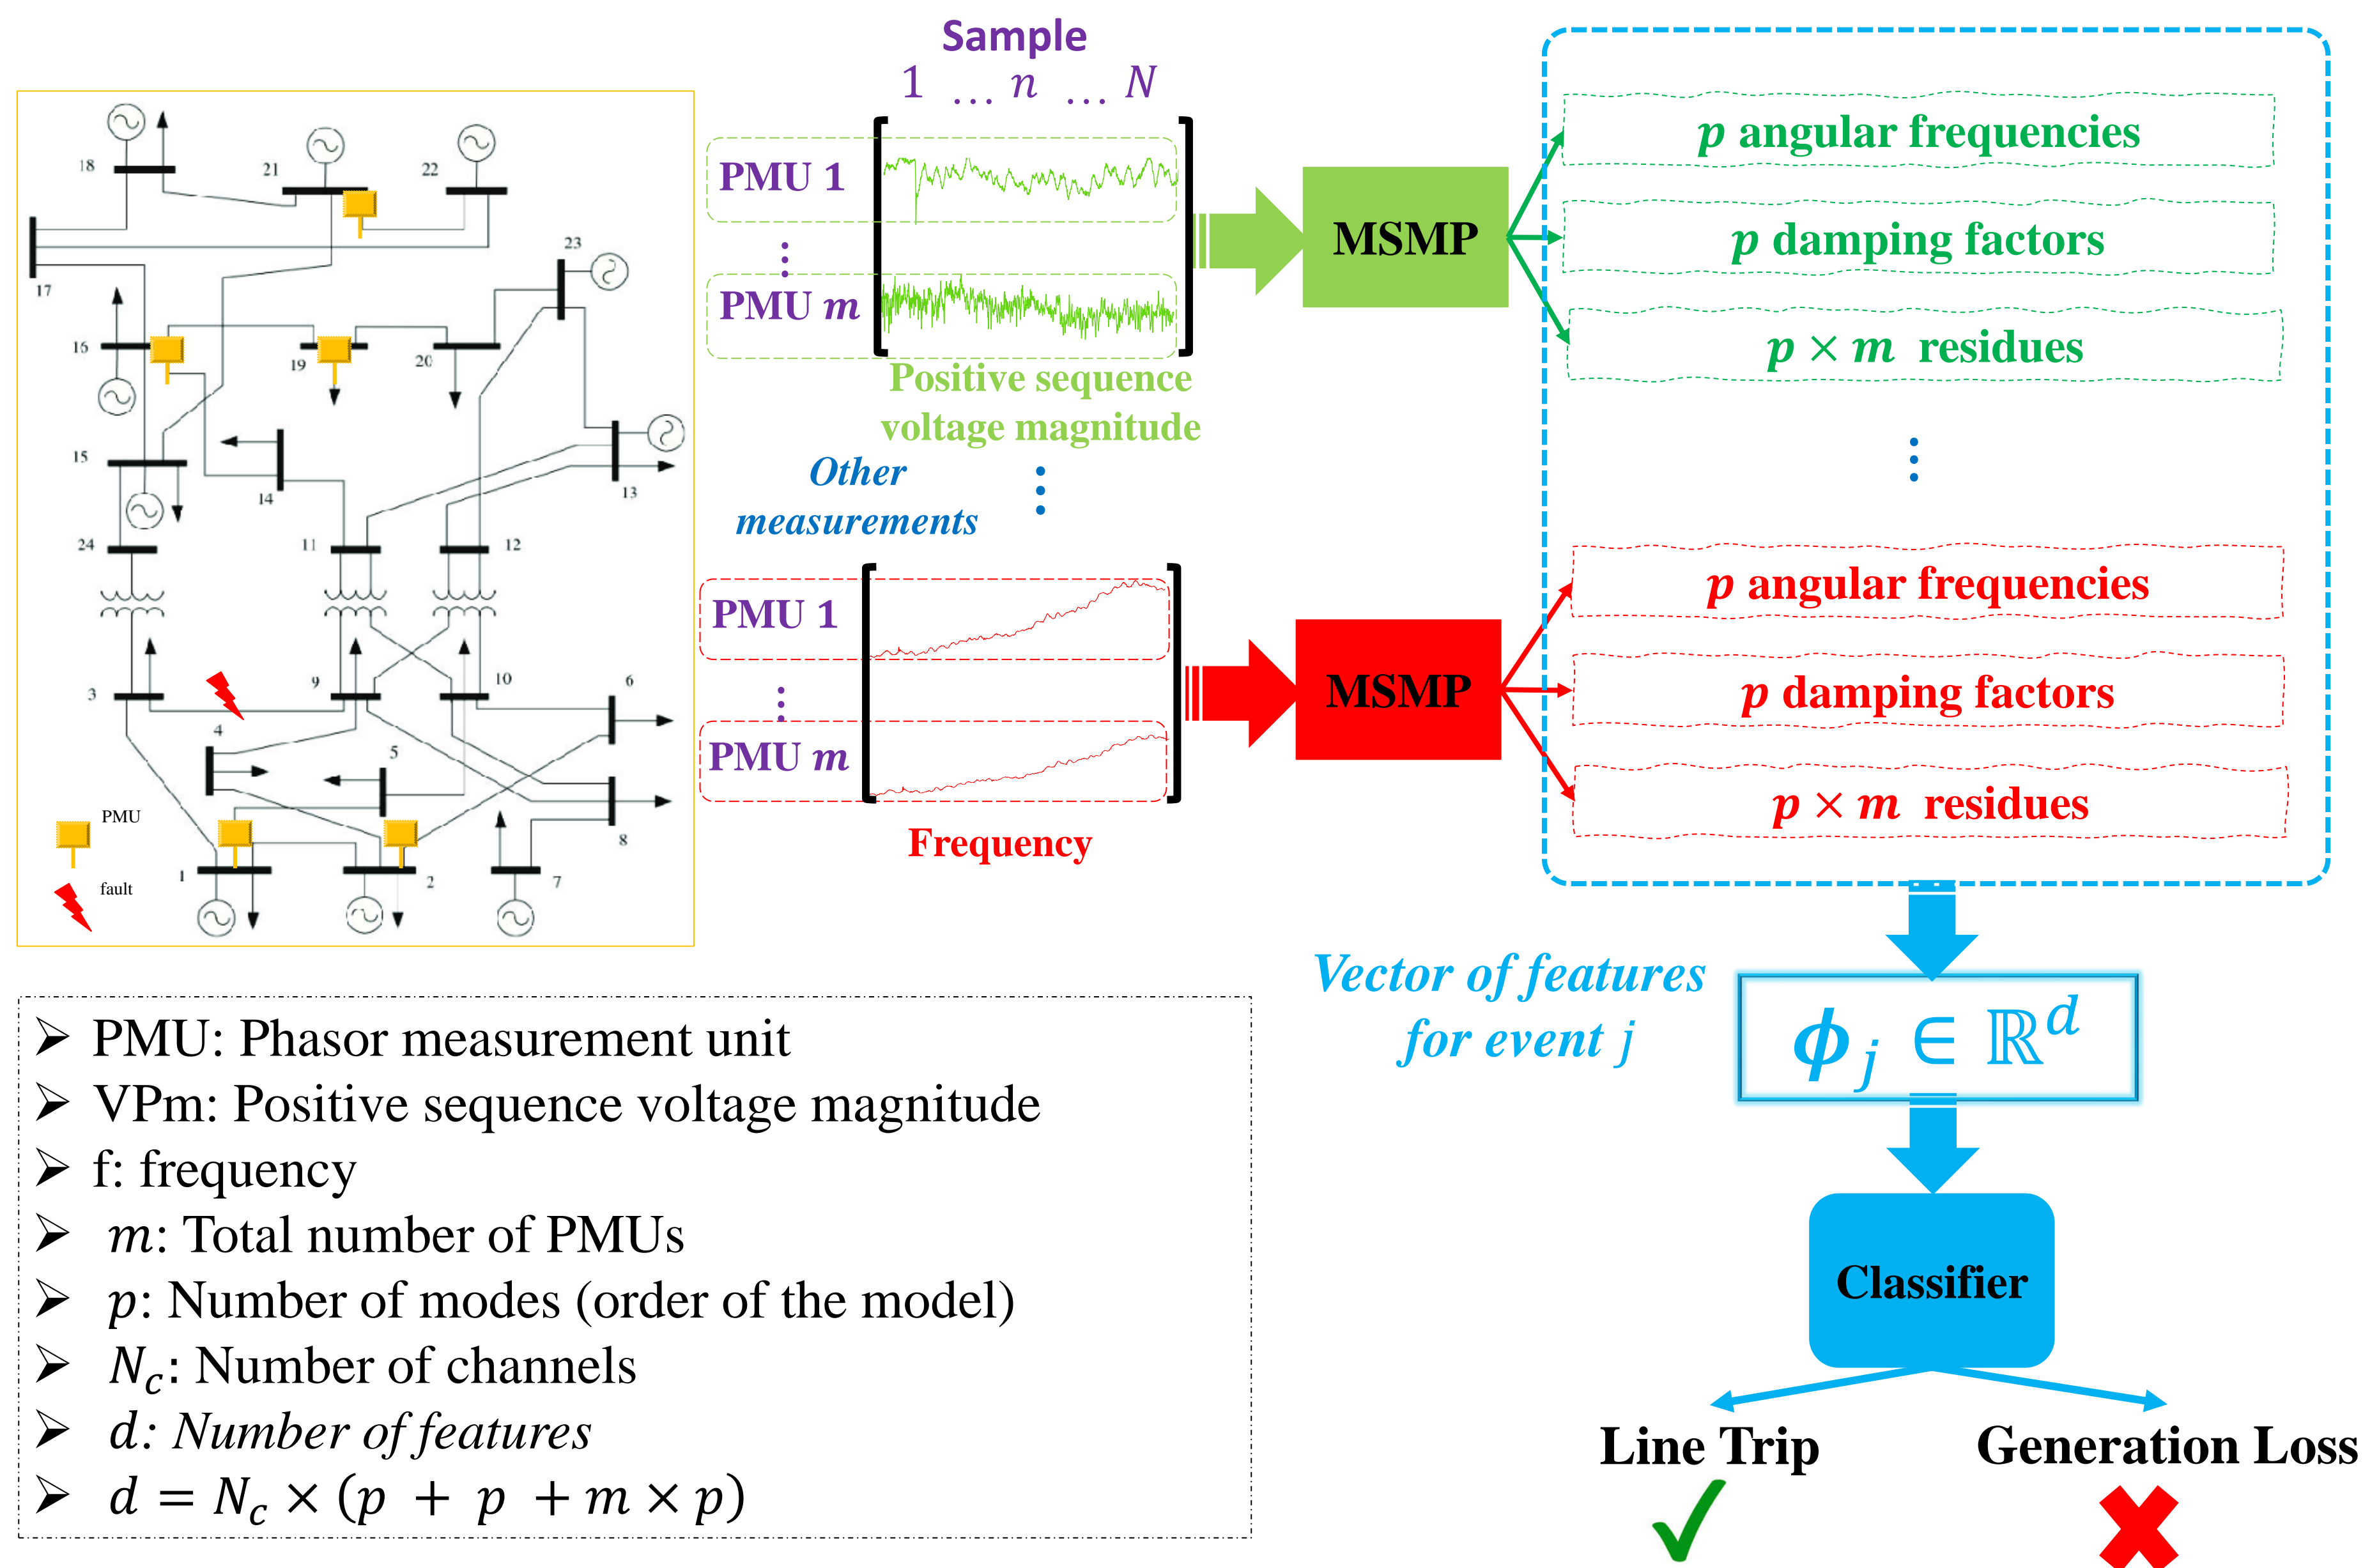 Sample
1 … n … N
PMU 1
⋮
PMU m
Positive sequence
voltage magnitude
Other
measurements
⋮
PMU 1
⋮
PMU m
Frequency
MSMP
MSMP
p angular frequencies
p damping factors
p × m residues
⋮
p angular frequencies
p damping factors
p × m residues
18
21
22
17
23
16
19
20
15
14
13
24
11
12
3
9
10
6
4
5
8
1
2
7
PMU
fault
Vector of features
for event j
ϕ_j ∈ ℝ^d
Classifier
Line Trip
Generation Loss
➢ PMU: Phasor measurement unit
➢ VPm: Positive sequence voltage magnitude
➢ f: frequency
➢ m: Total number of PMUs
➢ p: Number of modes (order of the model)
➢ N_c: Number of channels
➢ d: Number of features
➢ d = N_c × (p + p + m × p)